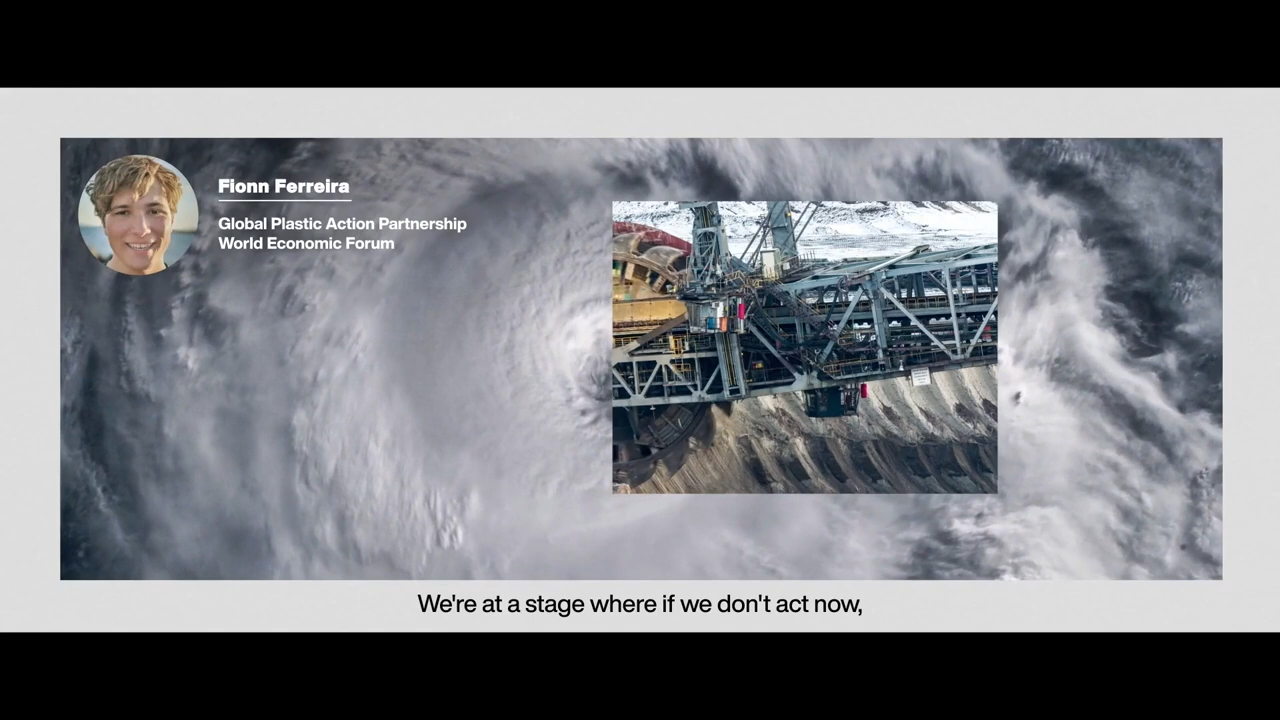 Fionn Ferreira
Global Plastic Action Partnership
World Economic Forum
We're at a stage where if we don't act now,